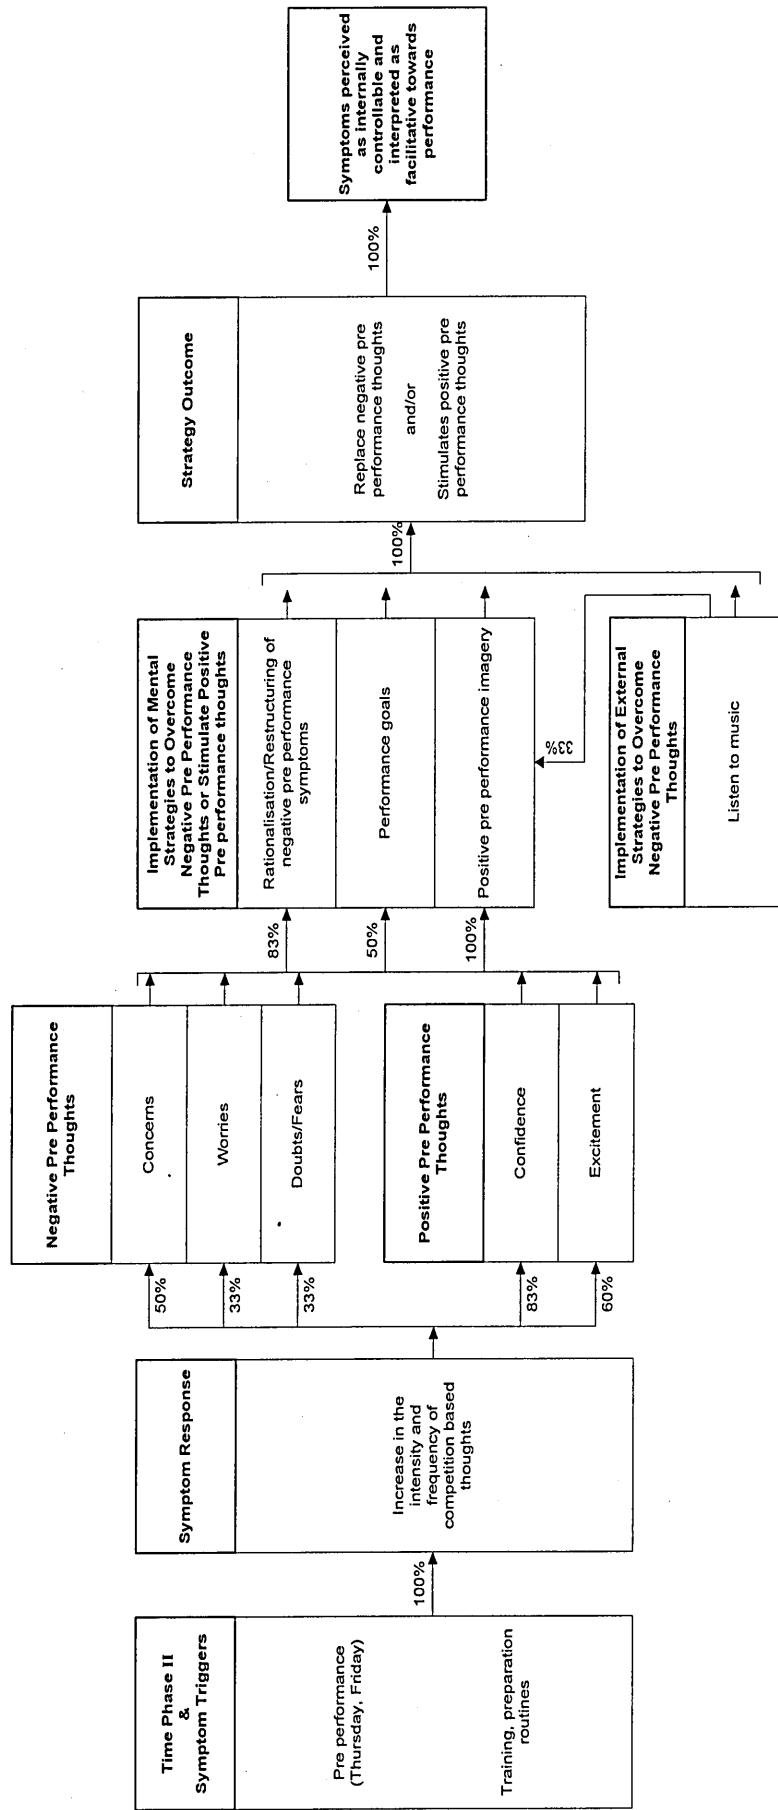 Time Phase II
&
Symptom Triggers
Pre performance
(Thursday, Friday)
Training, preparation
routines
100%
Symptom Response
Increase in the
intensity and
frequency of
competition based
thoughts
50%
33%
33%
83%
60%
Negative Pre Performance
Thoughts
Concerns
Worries
Doubts/Fears
Positive Pre Performance
Thoughts
Confidence
Excitement
83%
50%
100%
Implementation of Mental
Strategies to Overcome
Negative Pre Performance
Thoughts or Stimulate Positive
Pre performance thoughts
Rationalisation/Restructuring of
negative pre performance
symptoms
Performance goals
Positive pre performance imagery
33%
Implementation of External
Strategies to Overcome
Negative Pre Performance
Thoughts
Listen to music
100%
Strategy Outcome
Replace negative pre
performance thoughts
and/or
Stimulates positive pre
performance thoughts
100%
Symptoms perceived
as internally
controllable and
interpreted as
facilitative towards
performance